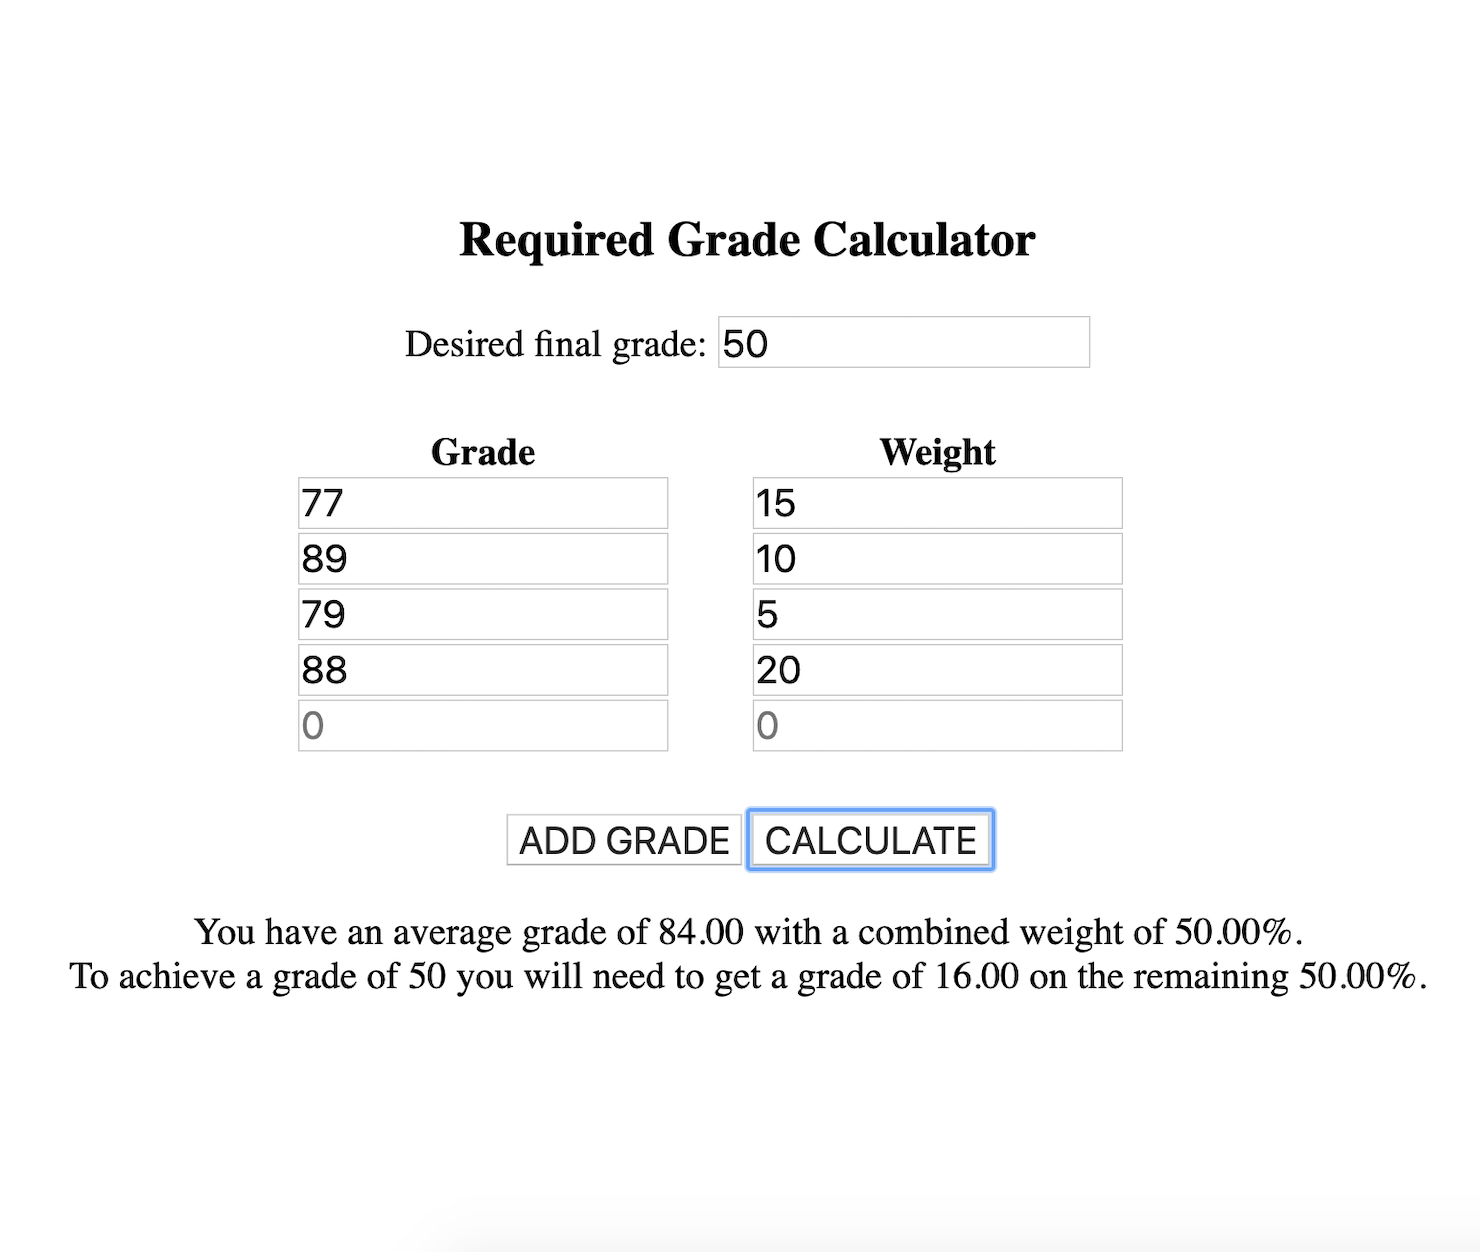 Required Grade Calculator
Desired final grade: 50
Grade Weight
77 15
89 10
79 5
88 20
0 0
ADD GRADE CALCULATE
You have an average grade of 84.00 with a combined weight of 50.00%.
To achieve a grade of 50 you will need to get a grade of 16.00 on the remaining 50.00%.